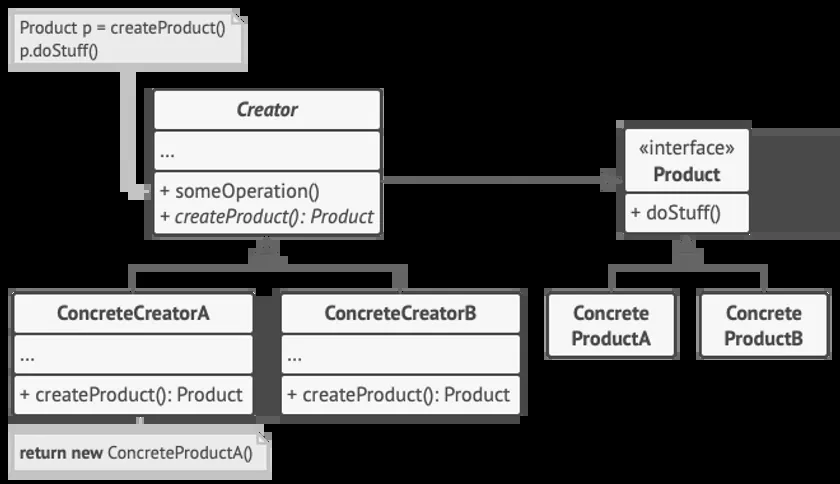 Product p = createProduct()
p.doStuff()
Creator
...
+ someOperation()
+ createProduct(): Product
«interface»
Product
+ doStuff()
ConcreteCreatorA
...
+ createProduct(): Product
ConcreteCreatorB
...
+ createProduct(): Product
Concrete
ProductA
Concrete
ProductB
return new ConcreteProductA()